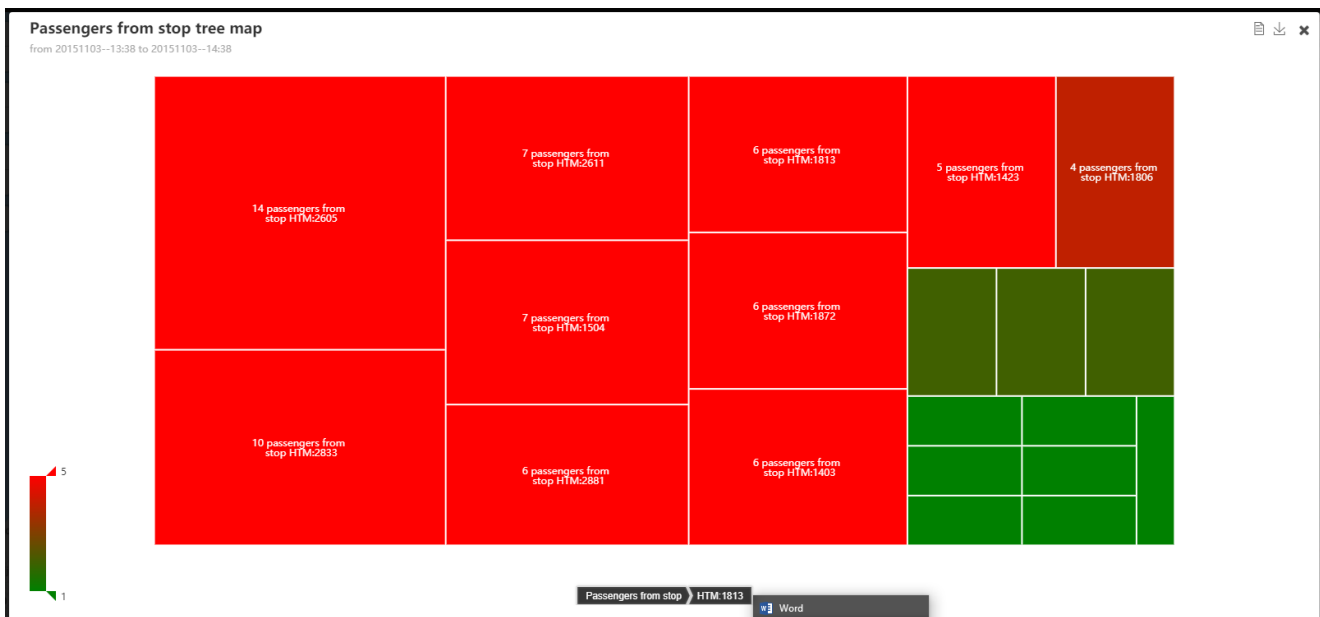 Passengers from stop tree map
from 20151103--13:38 to 20151103--14:38
14 passengers from
stop HTM:2605
10 passengers from
stop HTM:2833
7 passengers from
stop HTM:2611
7 passengers from
stop HTM:1504
6 passengers from
stop HTM:2881
6 passengers from
stop HTM:1813
6 passengers from
stop HTM:1872
6 passengers from
stop HTM:1403
5 passengers from
stop HTM:1423
4 passengers from
stop HTM:1806
5
1
Passengers from stop HTM:1813
Word